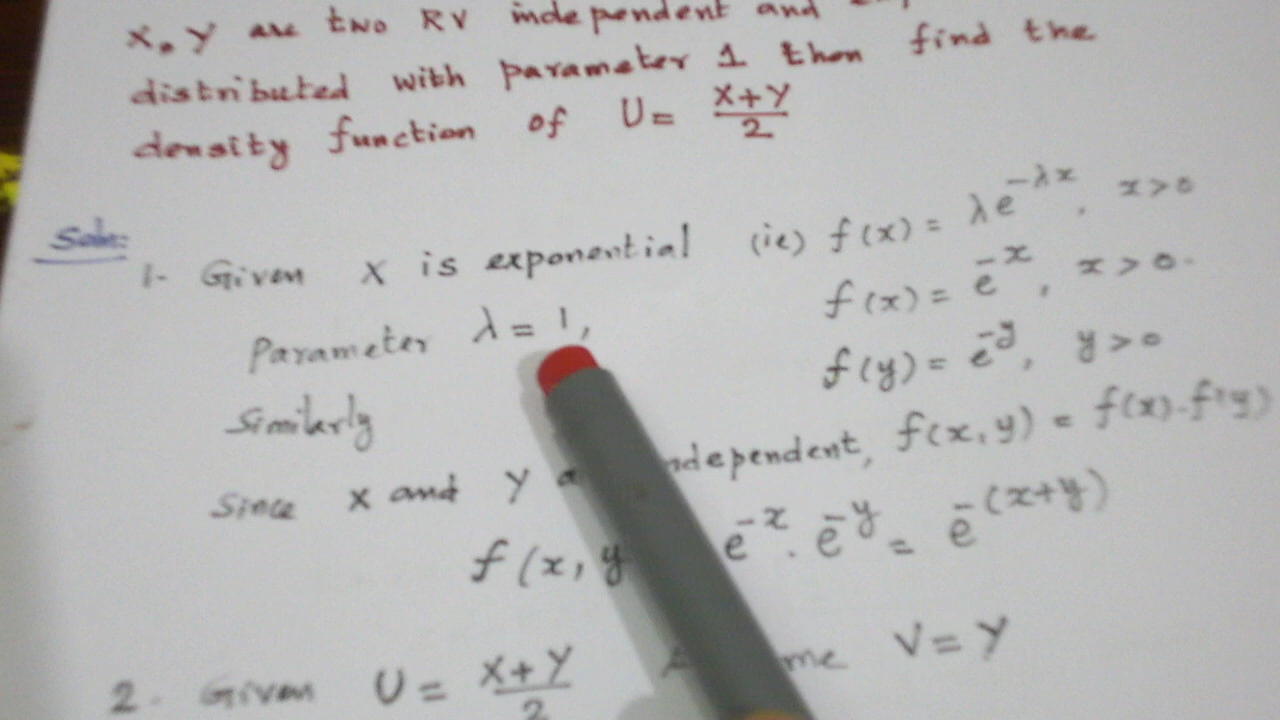 X, Y are two RV independent and
distributed with parameter 1 then find the
density function of U = X+Y/2
Soln:
1. Given X is exponential (ie) f(x) = λe^-λx, x>0
f(x) = e^-x, x>0.
Parameter λ = 1,
f(y) = e^-y, y>0
Similarly
Since X and Y independent, f(x,y) = f(x).f(y)
f(x, y e^-x . e^-y = e^-(x+y)
2. Given U = X+Y/2 V = Y